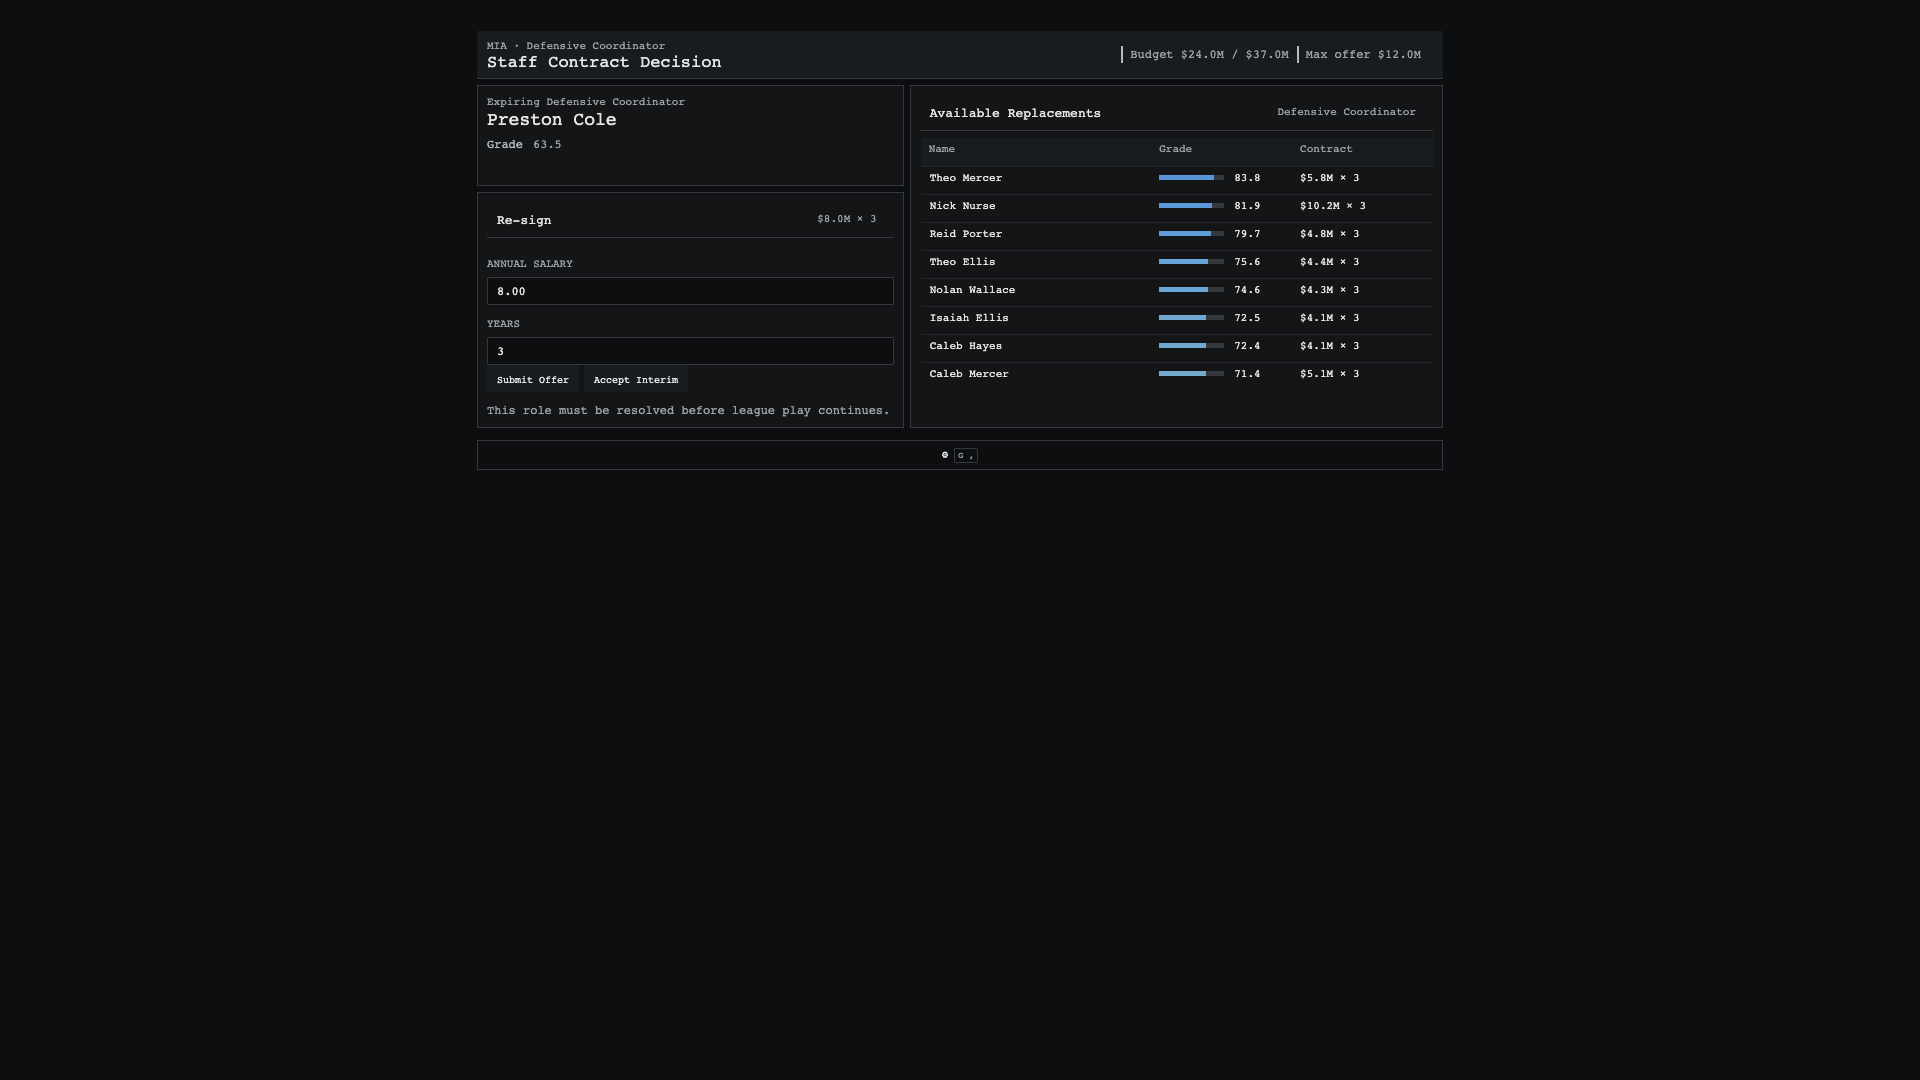 MIA · Defensive Coordinator
Staff Contract Decision
Budget $24.0M / $37.0M
Max offer $12.0M
Expiring Defensive Coordinator
Preston Cole
Grade 63.5
Re-sign
$8.0M × 3
ANNUAL SALARY
8.00
YEARS
3
Submit Offer
Accept Interim
This role must be resolved before league play continues.
Available Replacements
Defensive Coordinator
Name Grade Contract
Theo Mercer 83.8 $5.8M × 3
Nick Nurse 81.9 $10.2M × 3
Reid Porter 79.7 $4.8M × 3
Theo Ellis 75.6 $4.4M × 3
Nolan Wallace 74.6 $4.3M × 3
Isaiah Ellis 72.5 $4.1M × 3
Caleb Hayes 72.4 $4.1M × 3
Caleb Mercer 71.4 $5.1M × 3
G ,